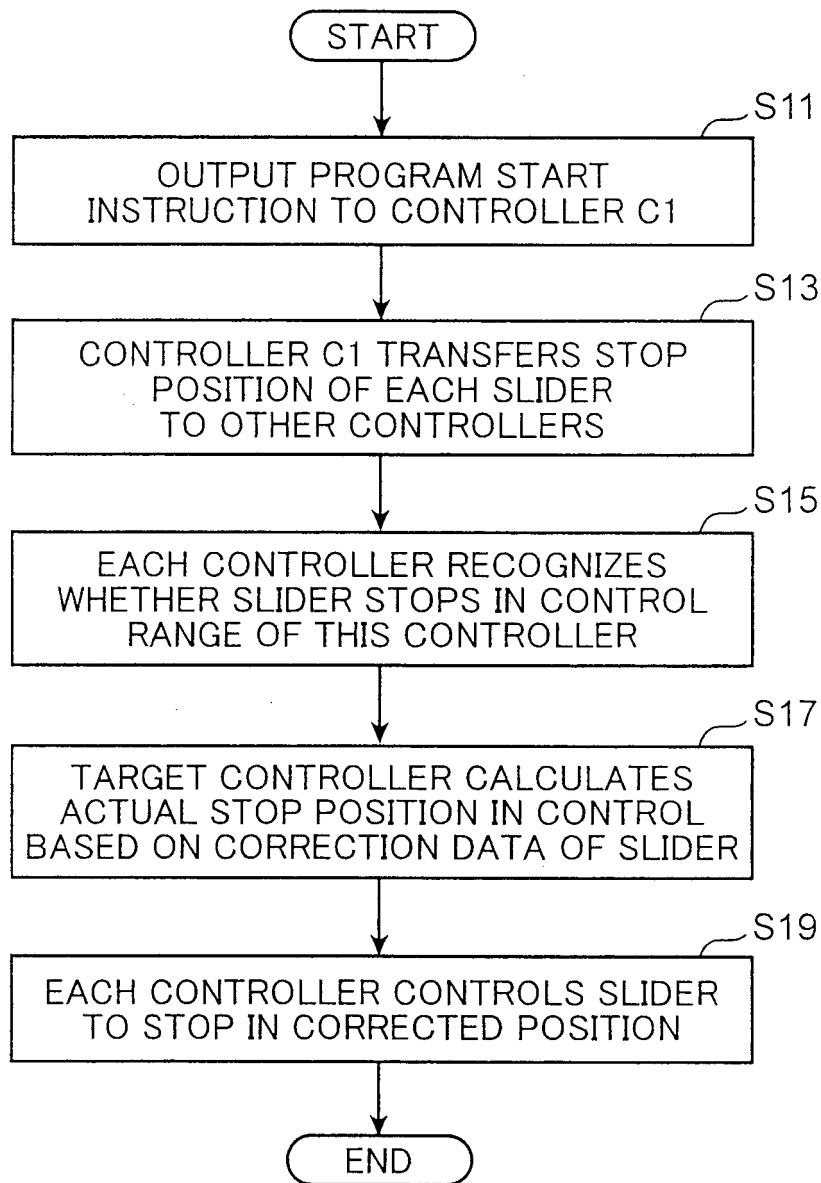 START
S11
OUTPUT PROGRAM START
INSTRUCTION TO CONTROLLER C1
S13
CONTROLLER C1 TRANSFERS STOP
POSITION OF EACH SLIDER
TO OTHER CONTROLLERS
S15
EACH CONTROLLER RECOGNIZES
WHETHER SLIDER STOPS IN CONTROL
RANGE OF THIS CONTROLLER
S17
TARGET CONTROLLER CALCULATES
ACTUAL STOP POSITION IN CONTROL
BASED ON CORRECTION DATA OF SLIDER
S19
EACH CONTROLLER CONTROLS SLIDER
TO STOP IN CORRECTED POSITION
END